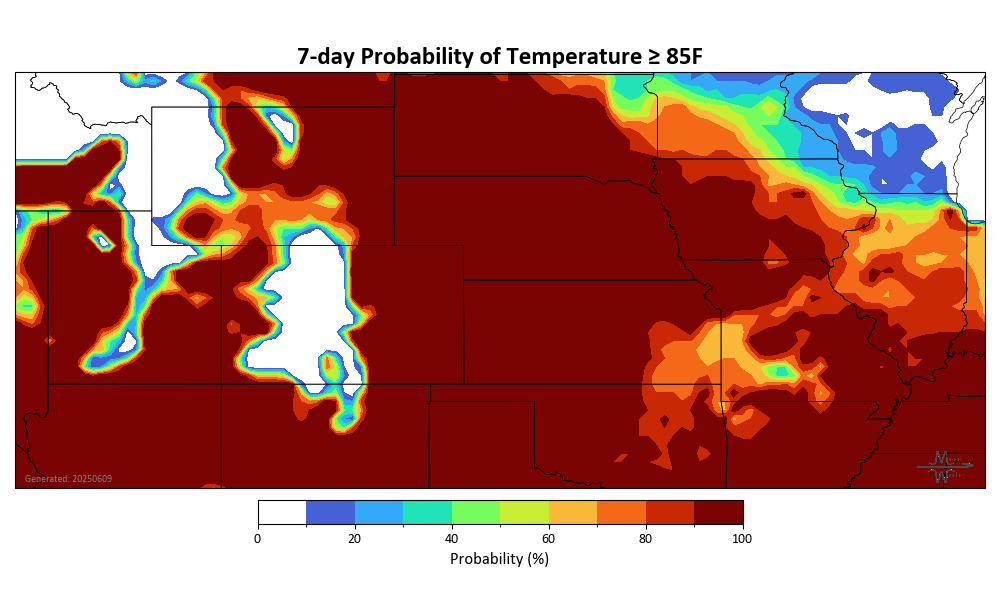 7-day Probability of Temperature ≥ 85F
Generated: 20250609
0 20 40 60 80 100
Probability (%)